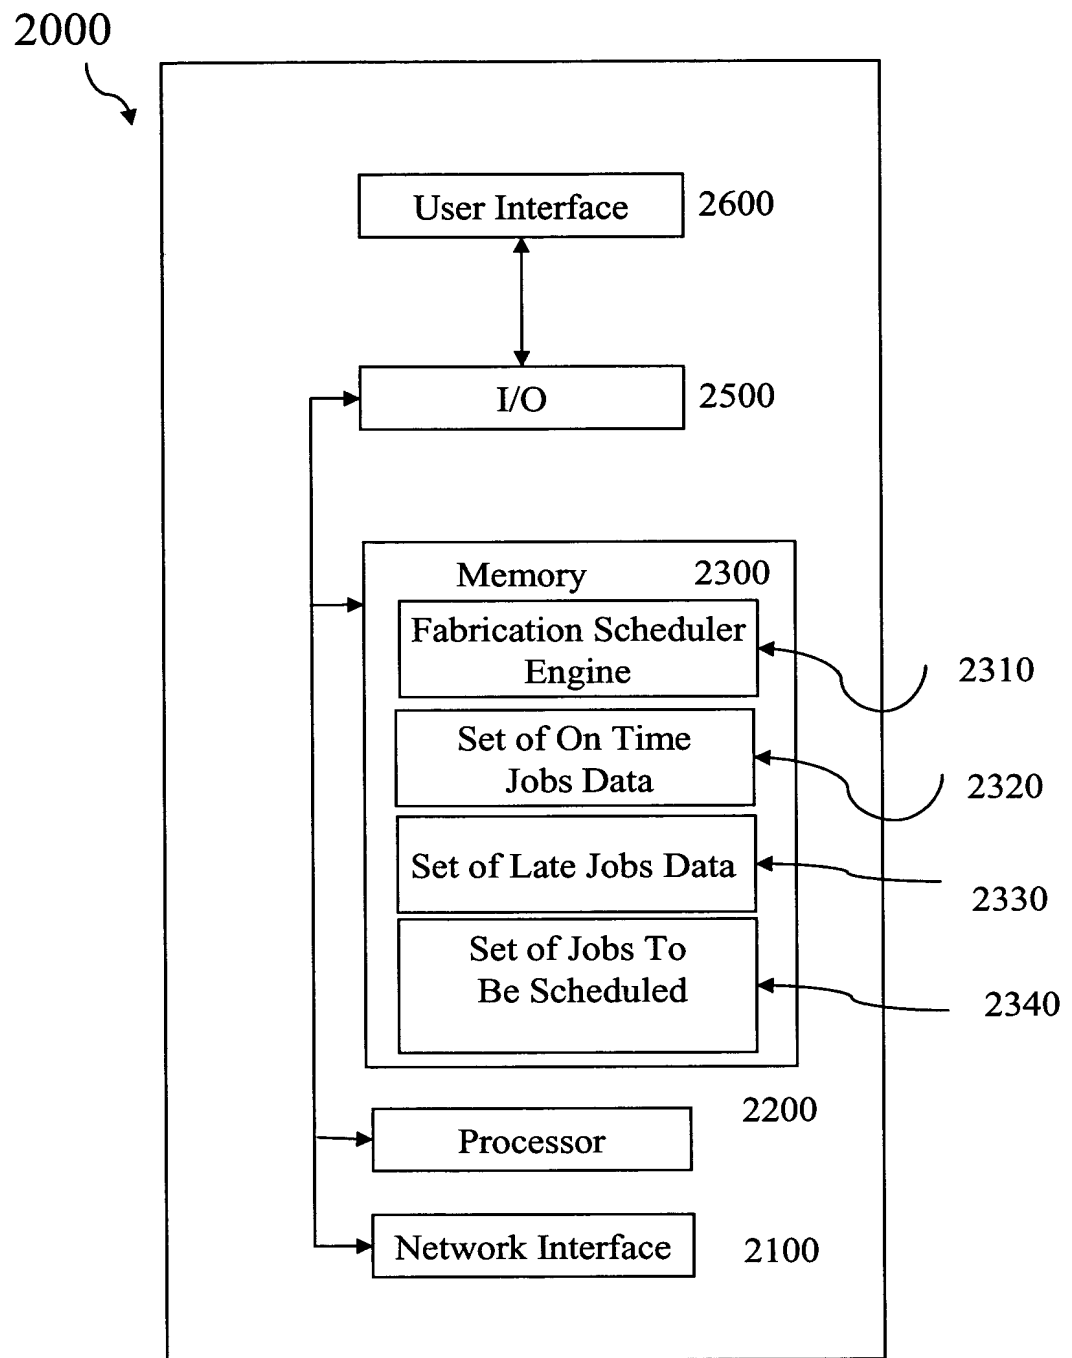 2000
User Interface 2600
I/O 2500
Memory 2300
Fabrication Scheduler
Engine
2310
Set of On Time
Jobs Data
2320
Set of Late Jobs Data
2330
Set of Jobs To
Be Scheduled
2340
2200
Processor
Network Interface 2100